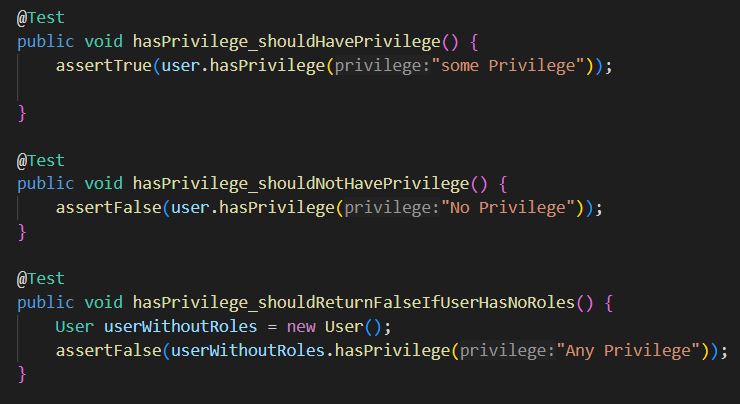 @Test
public void hasPrivilege_shouldHavePrivilege() {
    assertTrue(user.hasPrivilege(privilege:"some Privilege"));
}
@Test
public void hasPrivilege_shouldNotHavePrivilege() {
    assertFalse(user.hasPrivilege(privilege:"No Privilege"));
}
@Test
public void hasPrivilege_shouldReturnFalseIfUserHasNoRoles() {
    User userWithoutRoles = new User();
    assertFalse(userWithoutRoles.hasPrivilege(privilege:"Any Privilege"));
}